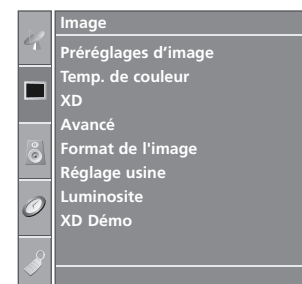 Image
Préréglages d’image
Temp. de couleur
XD
Avancé
Format de l'image
Réglage usine
Luminosite
XD Démo